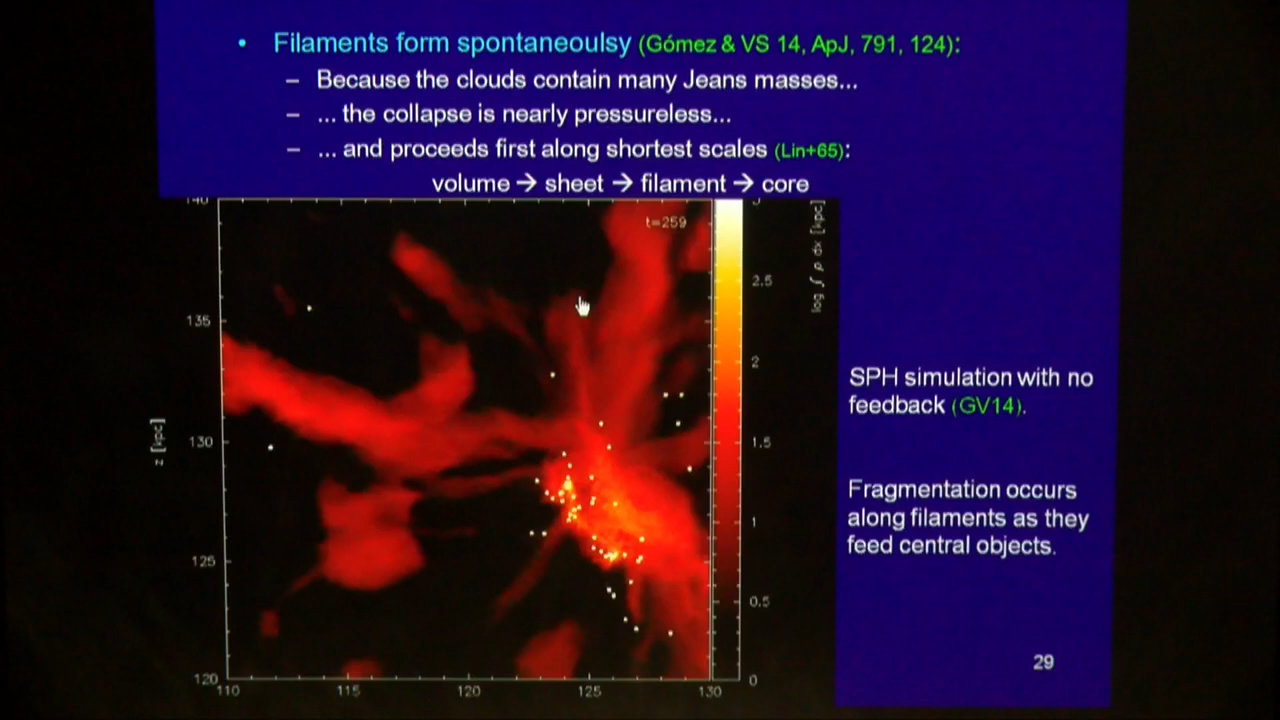 • Filaments form spontaneoulsy (Gómez & VS 14, ApJ, 791, 124):
– Because the clouds contain many Jeans masses...
– ... the collapse is nearly pressureless...
– ... and proceeds first along shortest scales (Lin+65):
volume → sheet → filament → core
140
t=259
2.5
log ∫ ρ dx [kpc]
135
2
SPH simulation with no
feedback (GV14).
z [kpc]
130
1.5
Fragmentation occurs
along filaments as they
feed central objects.
1
125
0.5
29
120
0
110 115 120 125 130